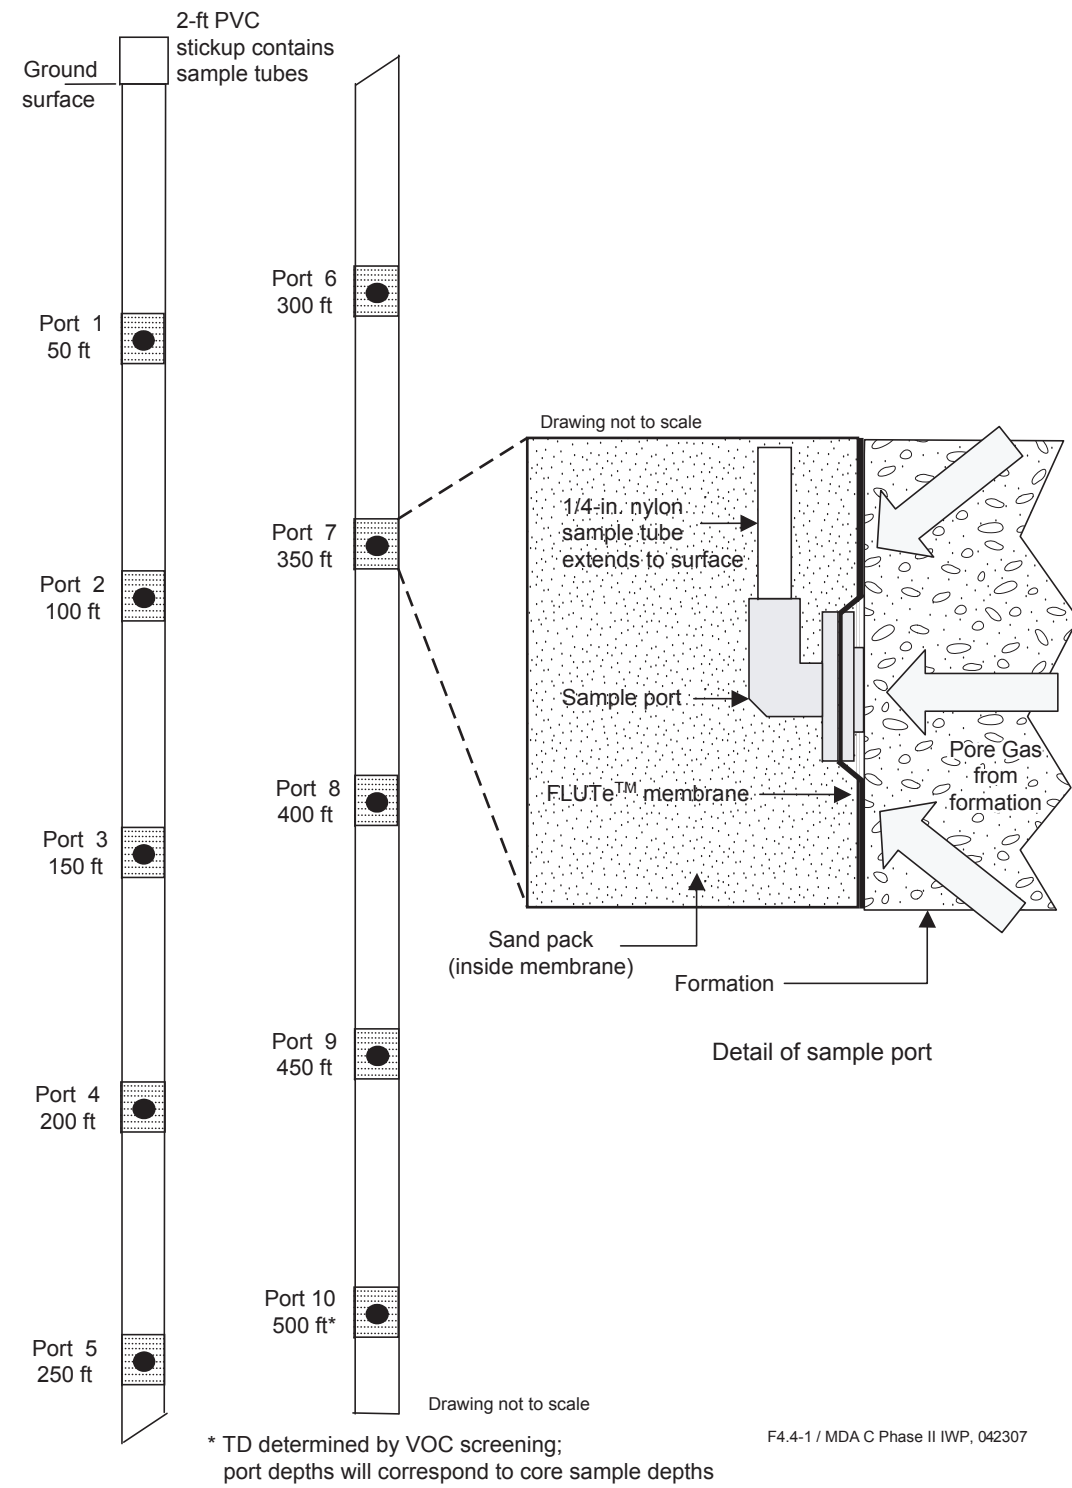 2-ft PVC
stickup contains
sample tubes
Ground
surface
Port 1
50 ft
Port 2
100 ft
Port 3
150 ft
Port 4
200 ft
Port 5
250 ft
Port 6
300 ft
Port 7
350 ft
Port 8
400 ft
Port 9
450 ft
Port 10
500 ft*
Drawing not to scale
Drawing not to scale
1/4-in. nylon
sample tube
extends to surface
Sample port
FLUTe™ membrane
Pore Gas
from
formation
Sand pack
(inside membrane)
Formation
Detail of sample port
* TD determined by VOC screening;
port depths will correspond to core sample depths
F4.4-1 / MDA C Phase II IWP, 042307